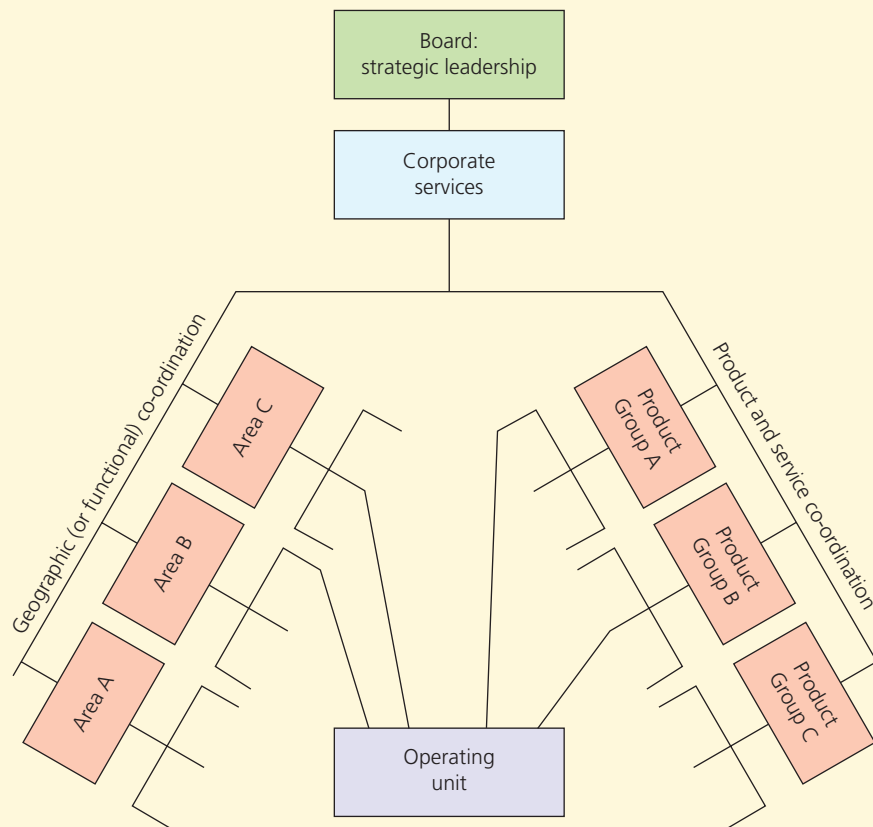 Board:
strategic leadership
Corporate
services
Geographic (or functional) co-ordination
Product and service co-ordination
Area C
Area B
Area A
Product
Group A
Product
Group B
Product
Group C
Operating
unit